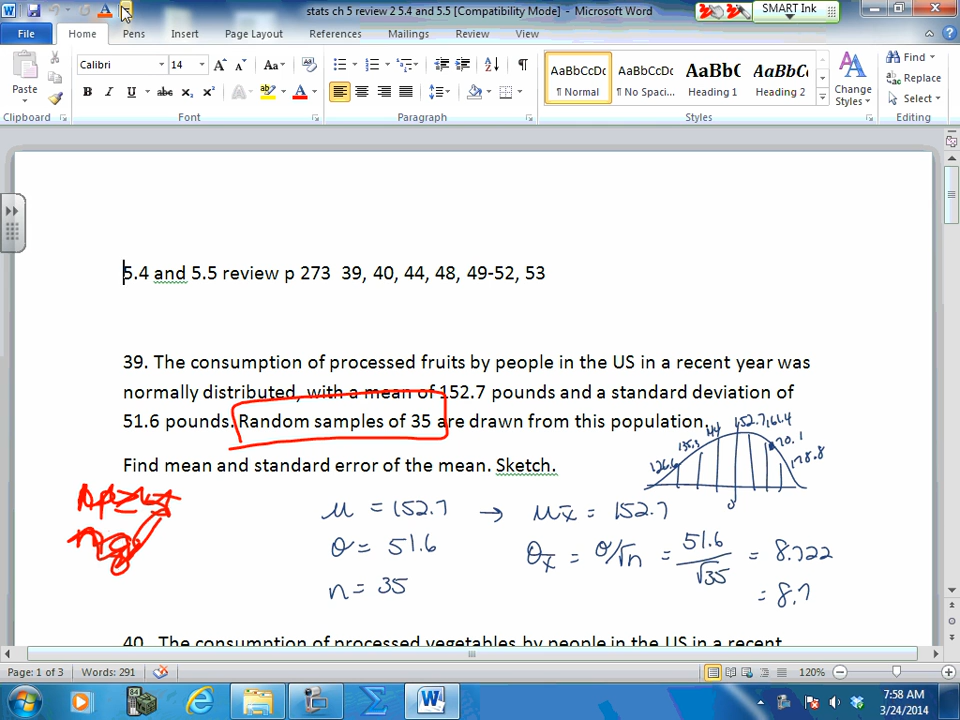 stats ch 5 review 2 5.4 and 5.5 [Compatibility Mode] - Microsoft Word
SMART Ink
File Home Pens Insert Page Layout References Mailings Review View
Paste
Calibri 14
AaBbCcDc AaBbCcDc AaBbC( AaBbCc
¶ Normal ¶ No Spaci... Heading 1 Heading 2
Change Styles
Find
Replace
Select
Clipboard Font Paragraph Styles Editing
5.4 and 5.5 review p 273 39, 40, 44, 48, 49-52, 53
39. The consumption of processed fruits by people in the US in a recent year was
normally distributed, with a mean of 152.7 pounds and a standard deviation of
51.6 pounds. Random samples of 35 are drawn from this population.
126.6 135.3 144 152.7 161.4 170.1 178.8
0
Find mean and standard error of the mean. Sketch.
μ = 152.7 → μx̄ = 152.7
σ = 51.6 σx̄ = σ/√n = 51.6/√35 = 8.722
n = 35 = 8.7
40. The consumption of processed vegetables by people in the US in a recent
Page: 1 of 3 Words: 291 120%
7:58 AM
3/24/2014